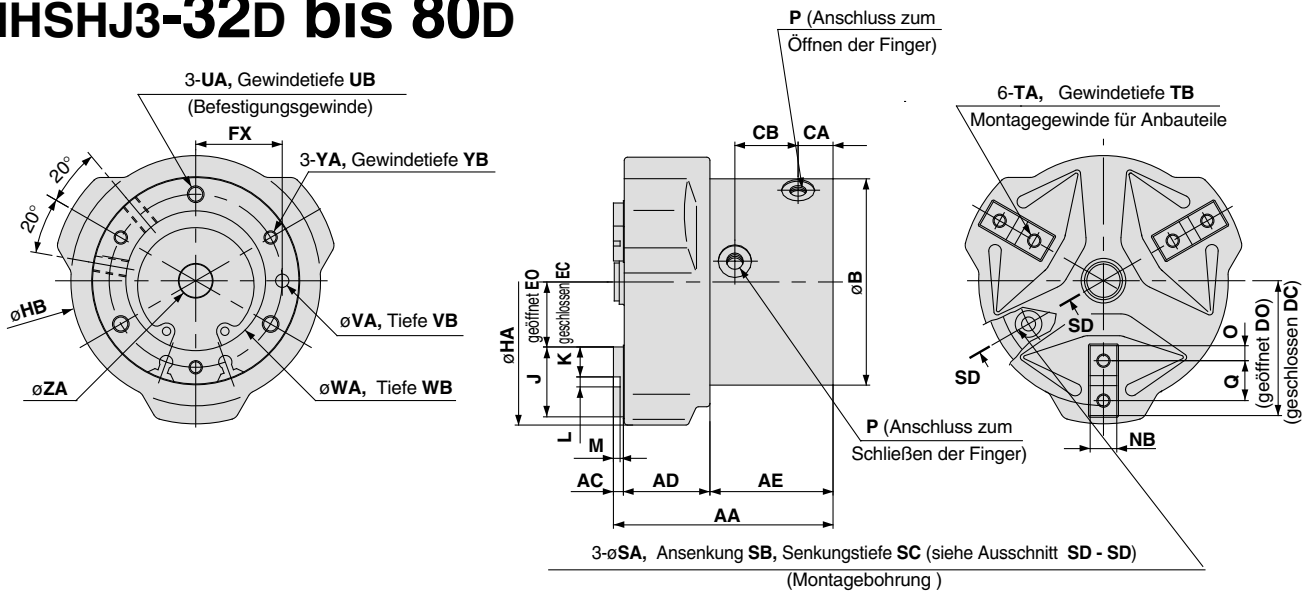 HSHJ3-32D bis 80D
P (Anschluss zum
Öffnen der Finger)
3-UA, Gewindetiefe UB
(Befestigungsgewinde)
FX
3-YA, Gewindetiefe YB
20°
20°
øHB
øVA, Tiefe VB
øZA
øWA, Tiefe WB
CB
CA
øB
geöffnet EO
geschlossen EC
øHA
K
J
L
M
AC
AD
AE
AA
P (Anschluss zum
Schließen der Finger)
6-TA, Gewindetiefe TB
Montagegewinde für Anbauteile
SD
SD
O
Q
(geöffnet DO)
(geschlossen DC)
NB
3-øSA, Ansenkung SB, Senkungstiefe SC (siehe Ausschnitt SD - SD)
(Montagebohrung )